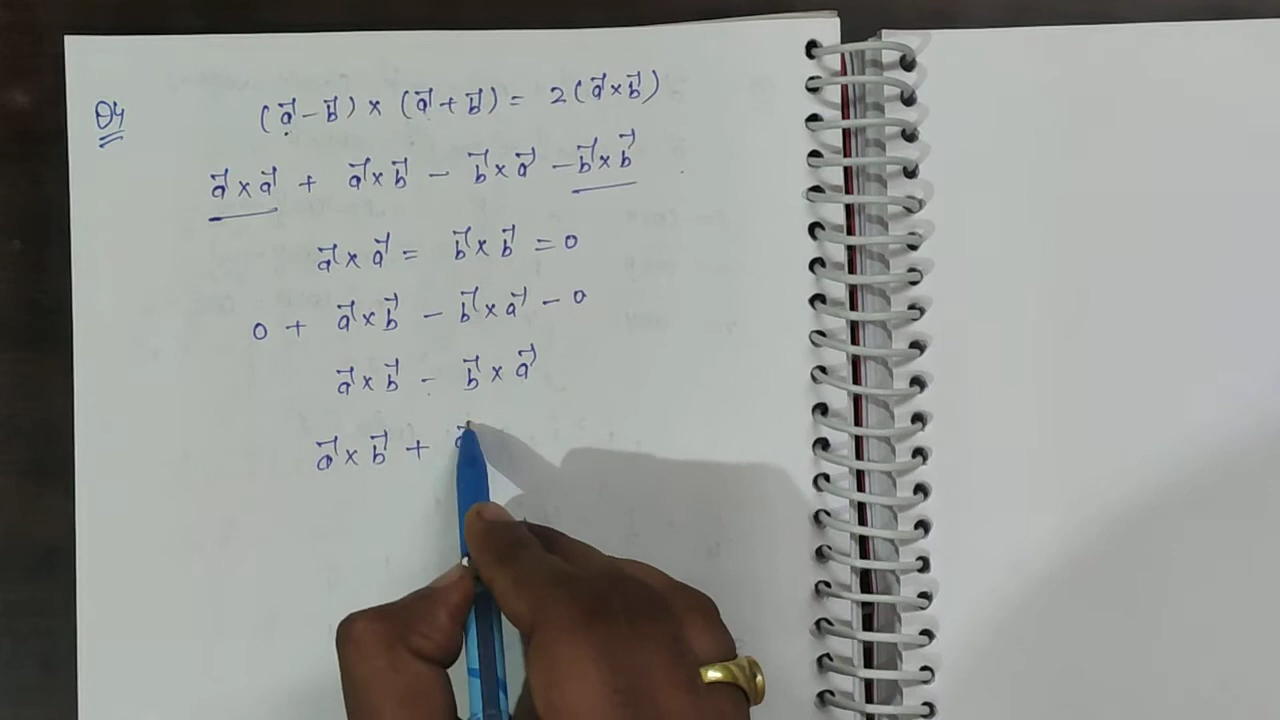 Q4
(a⃗ - b⃗) × (a⃗ + b⃗) = 2(a⃗ × b⃗)
a⃗ × a⃗ + a⃗ × b⃗ - b⃗ × a⃗ - b⃗ × b⃗
a⃗ × a⃗ = b⃗ × b⃗ = 0
0 + a⃗ × b⃗ - b⃗ × a⃗ - 0
a⃗ × b⃗ - b⃗ × a⃗
a⃗ × b⃗ + a⃗